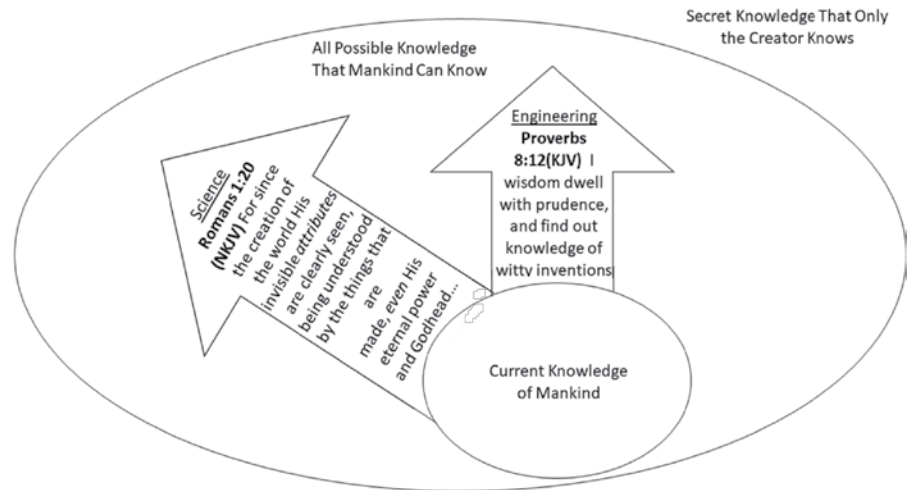 Secret Knowledge That Only
the Creator Knows
All Possible Knowledge
That Mankind Can Know
Science
Romans 1:20
(NKJV) For since
the creation of
the world His
invisible attributes
are clearly seen,
being understood
by the things that
are
made, even His
eternal power
and Godhead...
Engineering
Proverbs
8:12(KJV) I
wisdom dwell
with prudence,
and find out
knowledge of
witty inventions
Current Knowledge
of Mankind